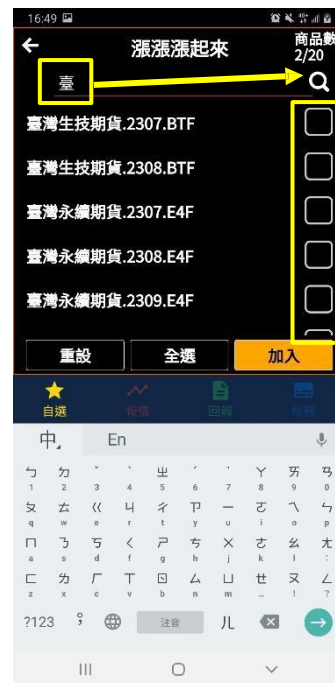 16:49
漲漲漲起來
商品數
2/20
臺
臺灣生技期貨.2307.BTF
臺灣生技期貨.2308.BTF
臺灣永續期貨.2307.E4F
臺灣永續期貨.2308.E4F
臺灣永續期貨.2309.E4F
重設 全選 加入
自選 報價 回報 帳務
中 En
ㄅ ㄉ ˇ ˋ ㄓ ˊ ˙ ㄚ ㄞ ㄢ
1 2 3 4 5 6 7 8 9 0
ㄆ ㄊ ㄍ ㄐ ㄔ ㄗ ㄧ ㄛ ㄟ ㄣ
q w e r t y u i o p
ㄇ ㄋ ㄎ ㄑ ㄕ ㄘ ㄨ ㄜ ㄠ ㄤ
a s d f g h j k l :
ㄈ ㄌ ㄏ ㄒ ㄖ ㄙ ㄩ ㄝ ㄡ ㄥ
z x c v b n m ... ! ?
?123 注音 ㄦ